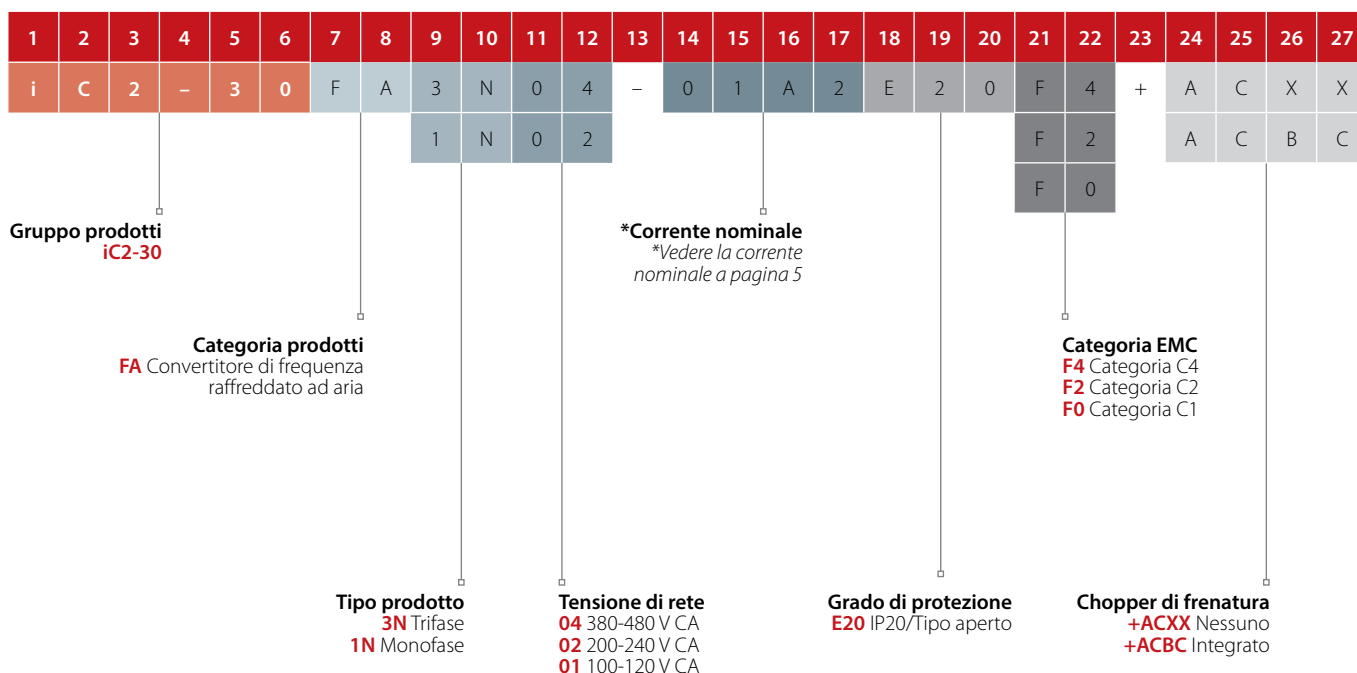 1 2 3 4 5 6 7 8 9 10 11 12 13 14 15 16 17 18 19 20 21 22 23 24 25 26 27
i C 2 – 3 0 F A 3 N 0 4 – 0 1 A 2 E 2 0 F 4 + A C X X
1 N 0 2 F 2 A C B C
F 0
Gruppo prodotti
iC2-30
*Corrente nominale
*Vedere la corrente
nominale a pagina 5
Categoria prodotti
FA Convertitore di frequenza
raffreddato ad aria
Categoria EMC
F4 Categoria C4
F2 Categoria C2
F0 Categoria C1
Tipo prodotto
3N Trifase
1N Monofase
Tensione di rete
04 380-480 V CA
02 200-240 V CA
01 100-120 V CA
Grado di protezione
E20 IP20/Tipo aperto
Chopper di frenatura
+ACXX Nessuno
+ACBC Integrato